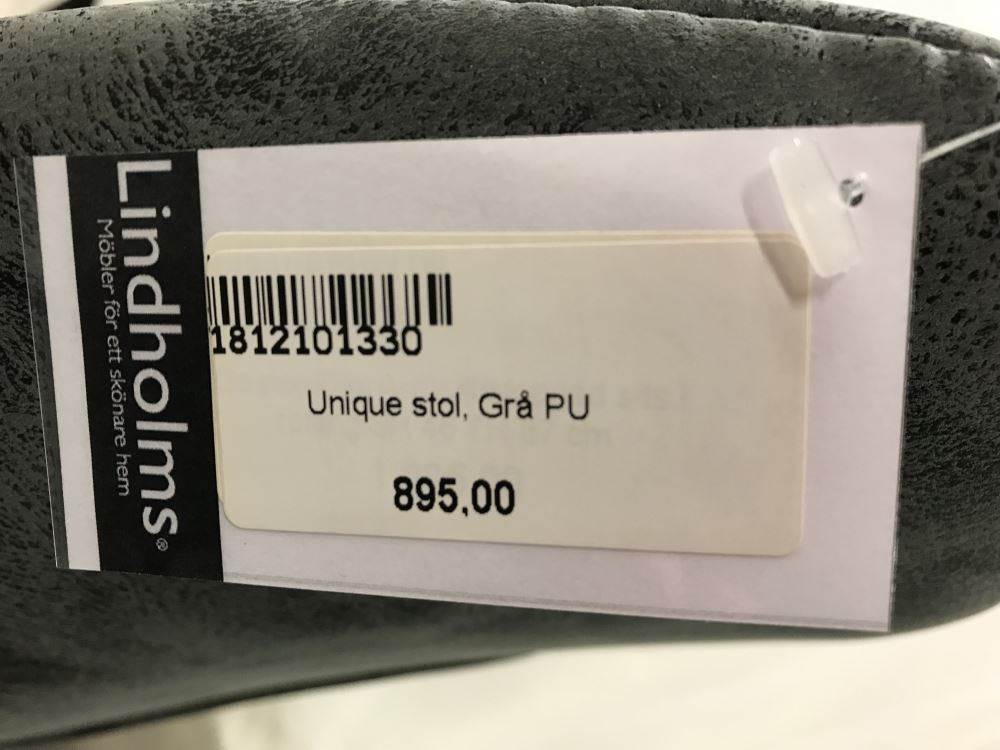 Lindholms®
Möbler för ett skönare hem
1812101330
Unique stol, Grå PU
895,00